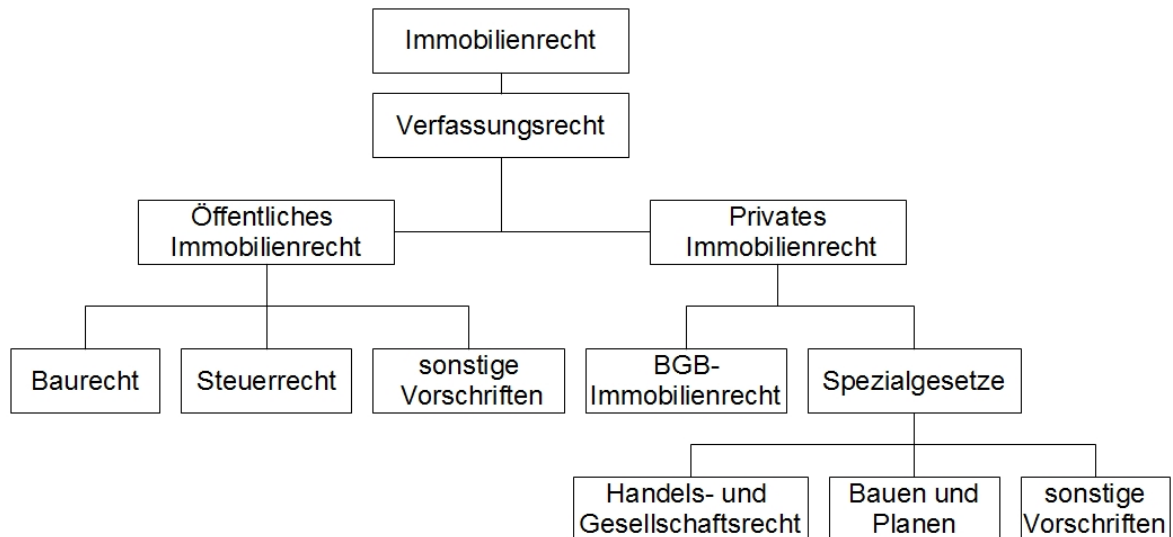 Immobilienrecht
Verfassungsrecht
Öffentliches
Immobilienrecht
Privates
Immobilienrecht
Baurecht
Steuerrecht
sonstige
Vorschriften
BGB-
Immobilienrecht
Spezialgesetze
Handels- und
Gesellschaftsrecht
Bauen und
Planen
sonstige
Vorschriften